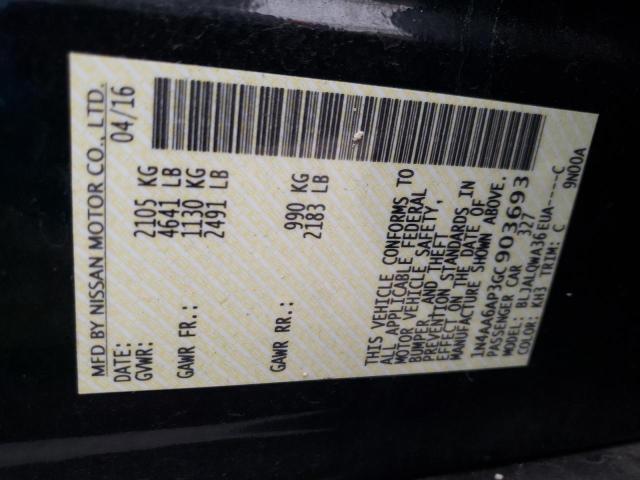 MFD BY NISSAN MOTOR CO., LTD.
DATE: 04/16
GVWR: 2105 KG
4641 LB
GAWR FR.: 1130 KG
2491 LB
GAWR RR.: 990 KG
2183 LB
THIS VEHICLE CONFORMS TO
ALL APPLICABLE FEDERAL
MOTOR VEHICLE SAFETY,
BUMPER, AND THEFT
PREVENTION STANDARDS IN
EFFECT ON THE DATE OF
MANUFACTURE SHOWN ABOVE.
1N4AA6AP3GC903693
PASSENGER CAR 327
MODEL: BLJALQWA36EUA-----C
COLOR: KH3 TRIM: C 9N00A